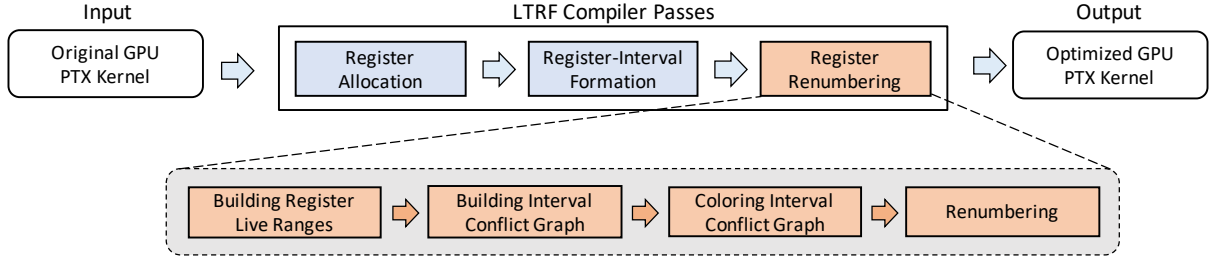 Input
LTRF Compiler Passes
Output
Original GPU
PTX Kernel
Register
Allocation
Register-Interval
Formation
Register
Renumbering
Optimized GPU
PTX Kernel
Building Register
Live Ranges
Building Interval
Conflict Graph
Coloring Interval
Conflict Graph
Renumbering